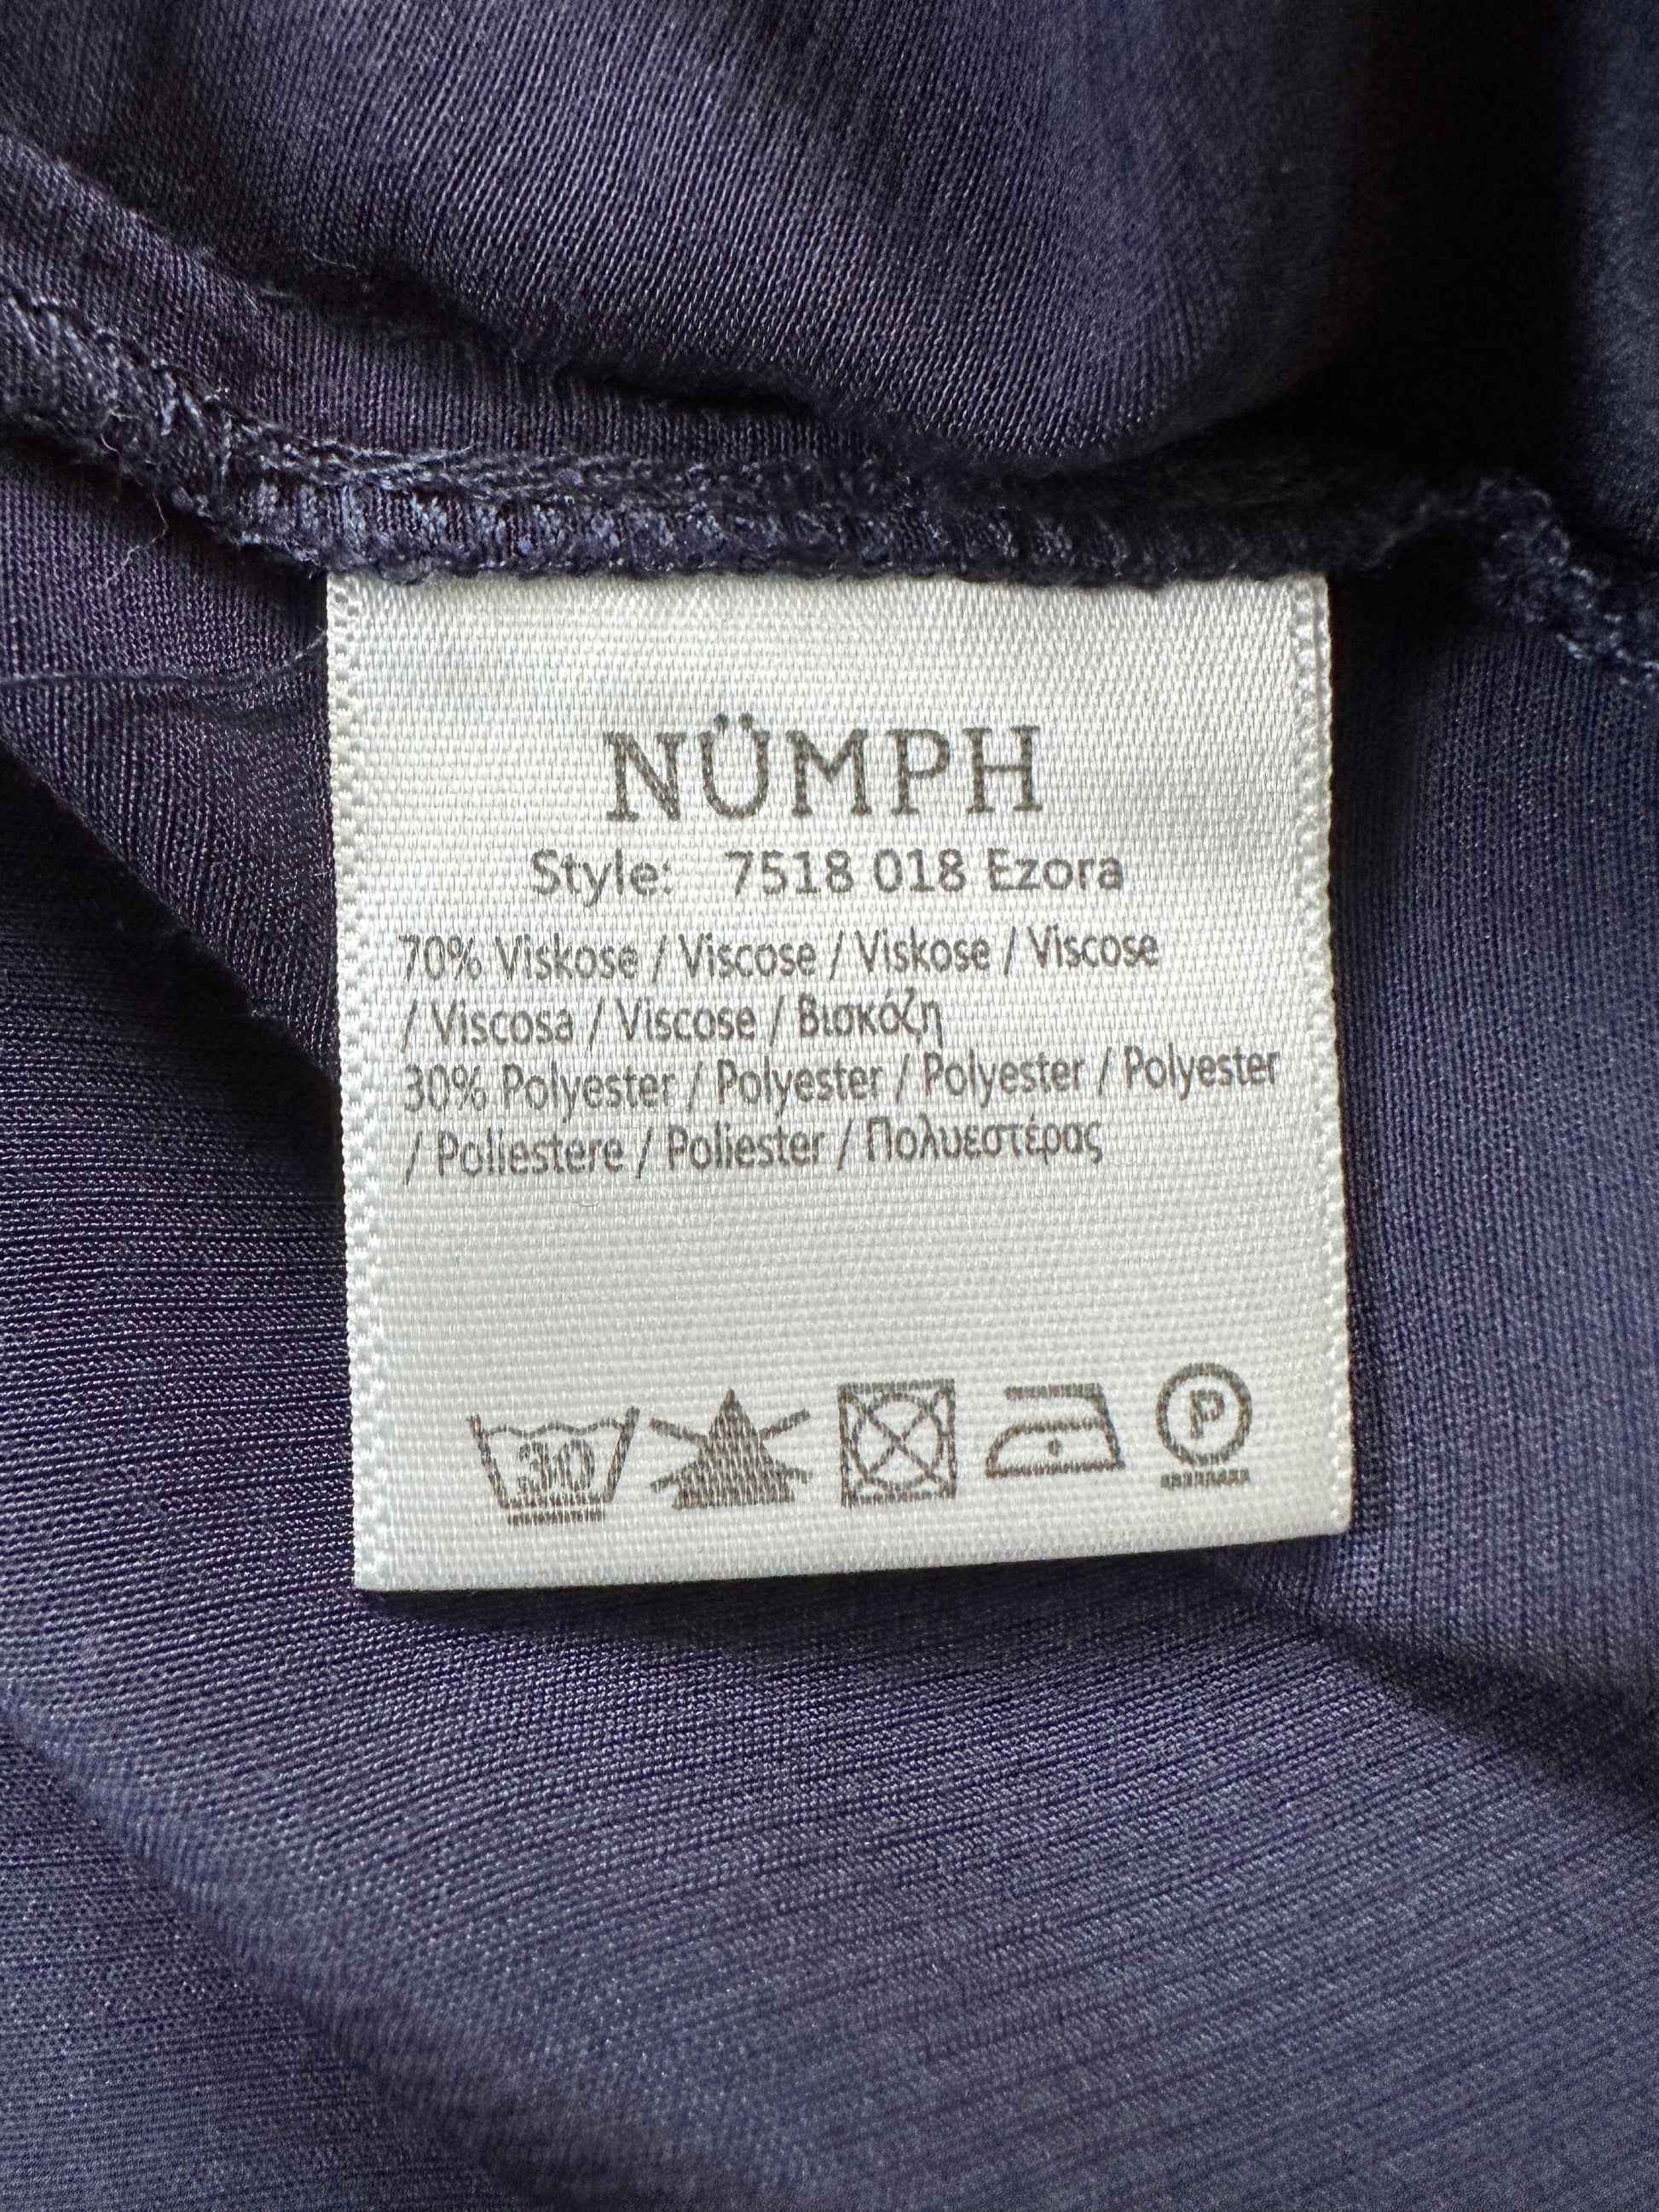 NÜMPH
Style: 7518 018 Ezora
70% Viskose / Viscose / Viskose / Viscose
/ Viscosa / Viscose / Βισκόζη
30% Polyester / Polyester / Polyester / Polyester
/ Poliestere / Poliester / Πολυεστέρας
30 P